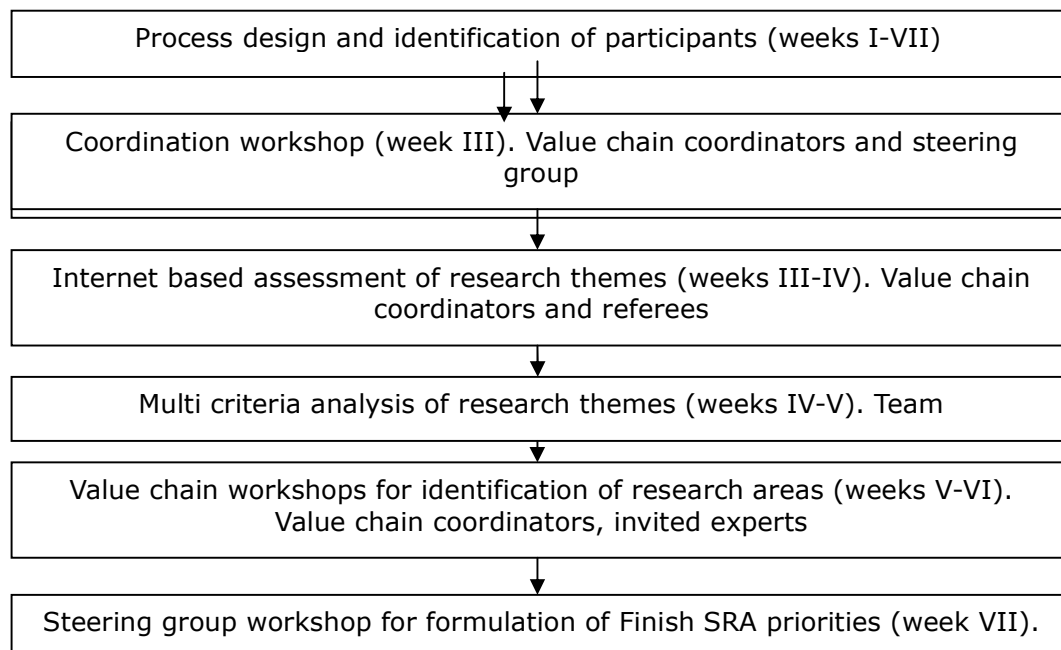 Process design and identification of participants (weeks I-VII)
Coordination workshop (week III). Value chain coordinators and steering
group
Internet based assessment of research themes (weeks III-IV). Value chain
coordinators and referees
Multi criteria analysis of research themes (weeks IV-V). Team
Value chain workshops for identification of research areas (weeks V-VI).
Value chain coordinators, invited experts
Steering group workshop for formulation of Finish SRA priorities (week VII).